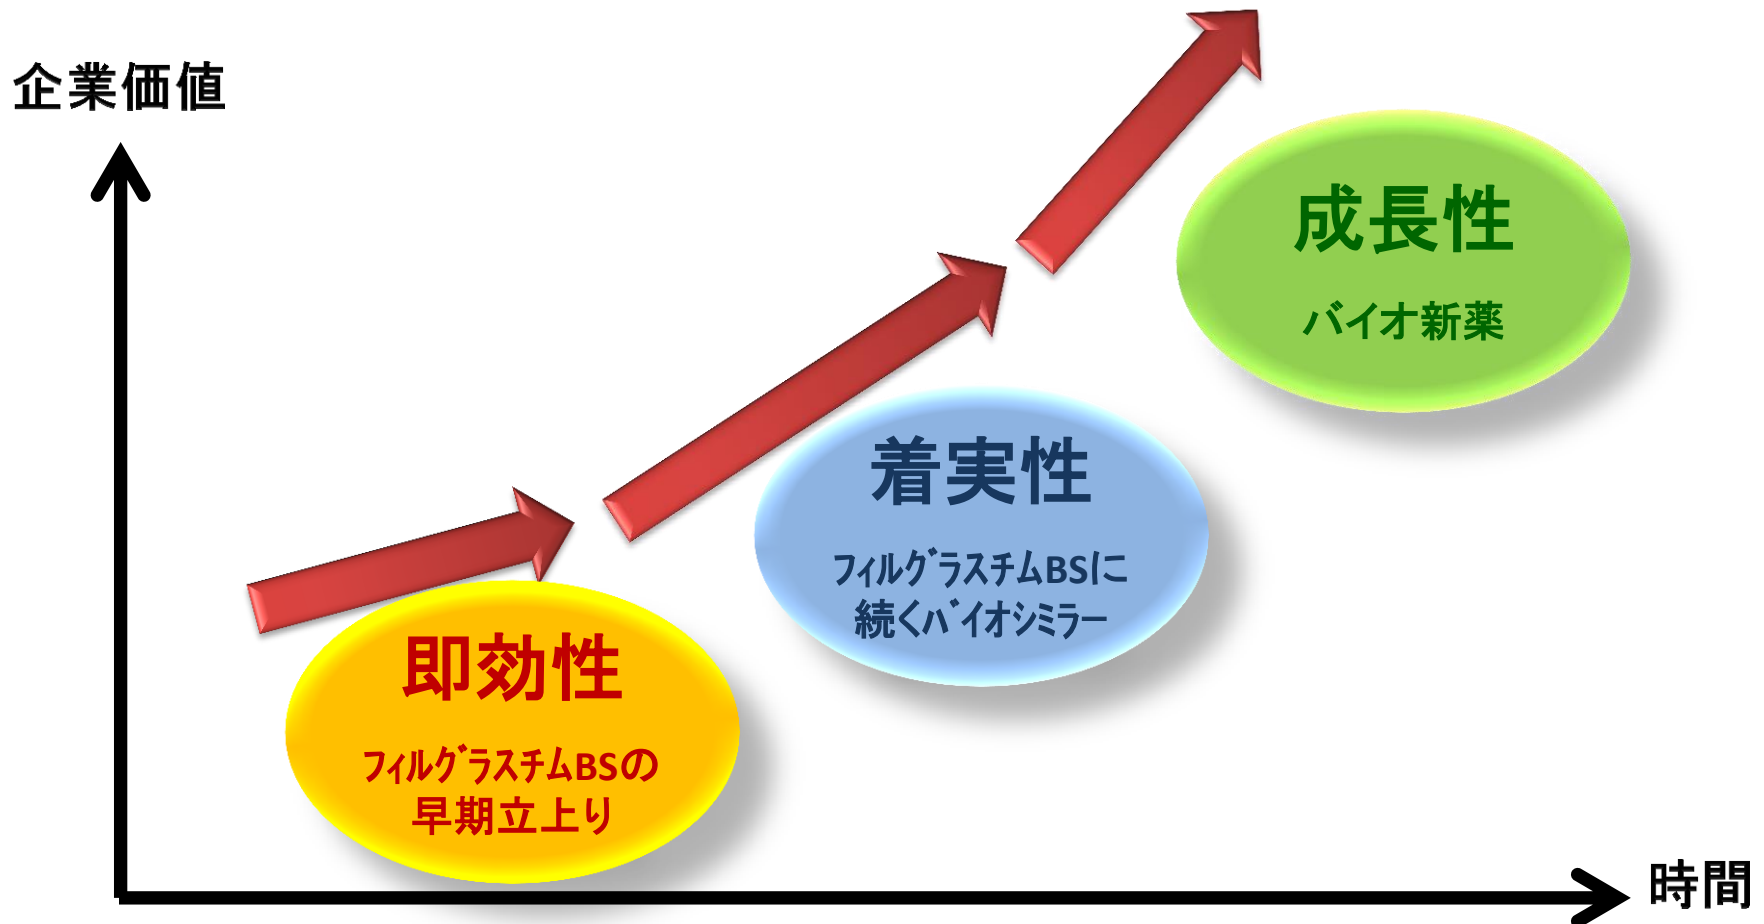 企業価値
成長性
バイオ新薬
着実性
フィルグラスチムBSに
続くバイオシミラー
即効性
フィルグラスチムBSの
早期立上り
時間